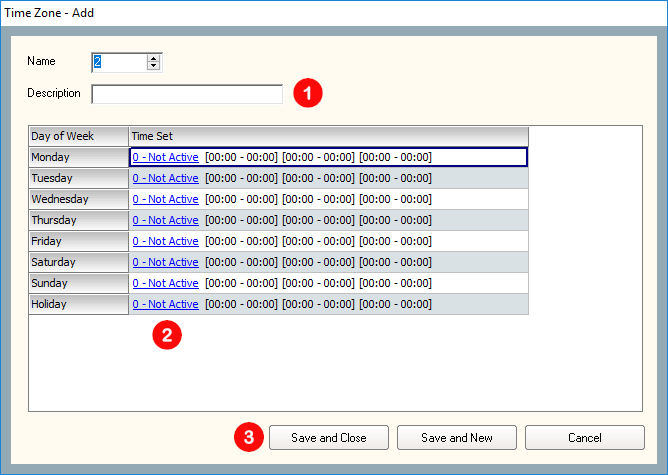 Time Zone - Add
Name 2
Description 1
Day of Week Time Set
Monday 0 - Not Active [00:00 - 00:00] [00:00 - 00:00] [00:00 - 00:00]
Tuesday 0 - Not Active [00:00 - 00:00] [00:00 - 00:00] [00:00 - 00:00]
Wednesday 0 - Not Active [00:00 - 00:00] [00:00 - 00:00] [00:00 - 00:00]
Thursday 0 - Not Active [00:00 - 00:00] [00:00 - 00:00] [00:00 - 00:00]
Friday 0 - Not Active [00:00 - 00:00] [00:00 - 00:00] [00:00 - 00:00]
Saturday 0 - Not Active [00:00 - 00:00] [00:00 - 00:00] [00:00 - 00:00]
Sunday 0 - Not Active [00:00 - 00:00] [00:00 - 00:00] [00:00 - 00:00]
Holiday 0 - Not Active [00:00 - 00:00] [00:00 - 00:00] [00:00 - 00:00]
2
3 Save and Close Save and New Cancel